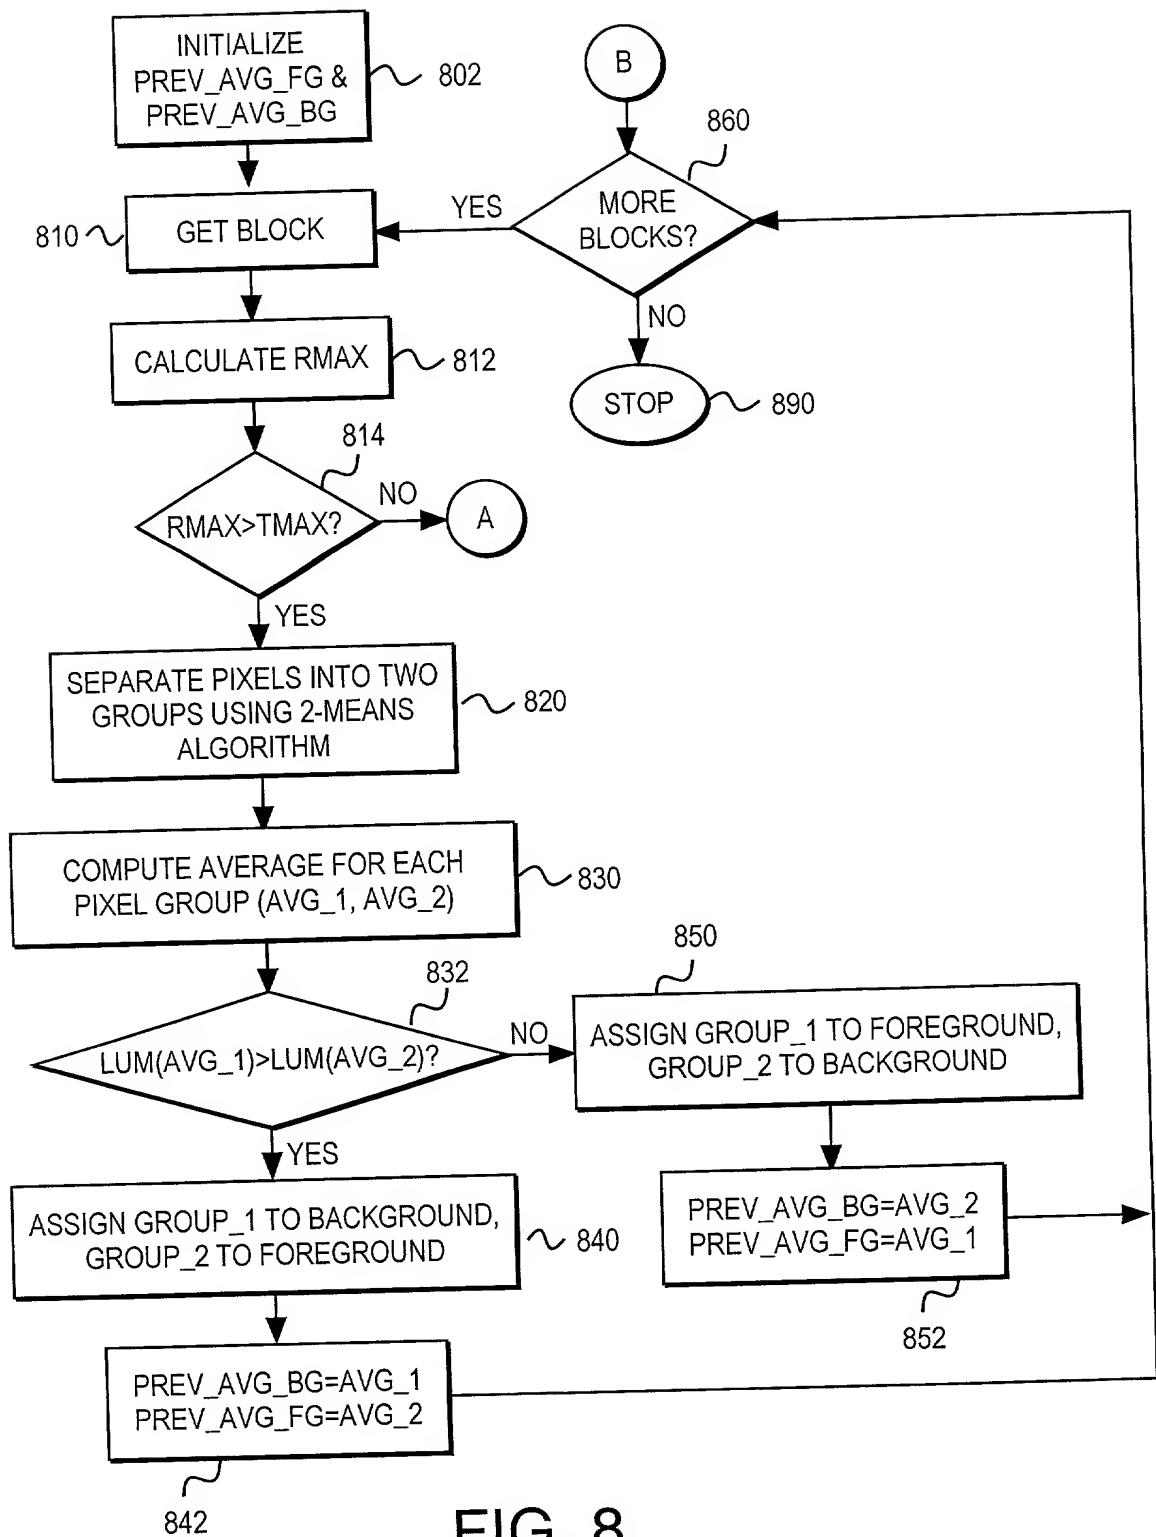 INITIALIZE
PREV_AVG_FG &
PREV_AVG_BG
802
B
860
MORE
BLOCKS?
YES
810
GET BLOCK
NO
CALCULATE RMAX
812
STOP
890
814
RMAX>TMAX?
NO
A
YES
SEPARATE PIXELS INTO TWO
GROUPS USING 2-MEANS
ALGORITHM
820
COMPUTE AVERAGE FOR EACH
PIXEL GROUP (AVG_1, AVG_2)
830
832
LUM(AVG_1)>LUM(AVG_2)?
NO
850
ASSIGN GROUP_1 TO FOREGROUND,
GROUP_2 TO BACKGROUND
YES
ASSIGN GROUP_1 TO BACKGROUND,
GROUP_2 TO FOREGROUND
840
PREV_AVG_BG=AVG_2
PREV_AVG_FG=AVG_1
852
PREV_AVG_BG=AVG_1
PREV_AVG_FG=AVG_2
842
FIG. 8